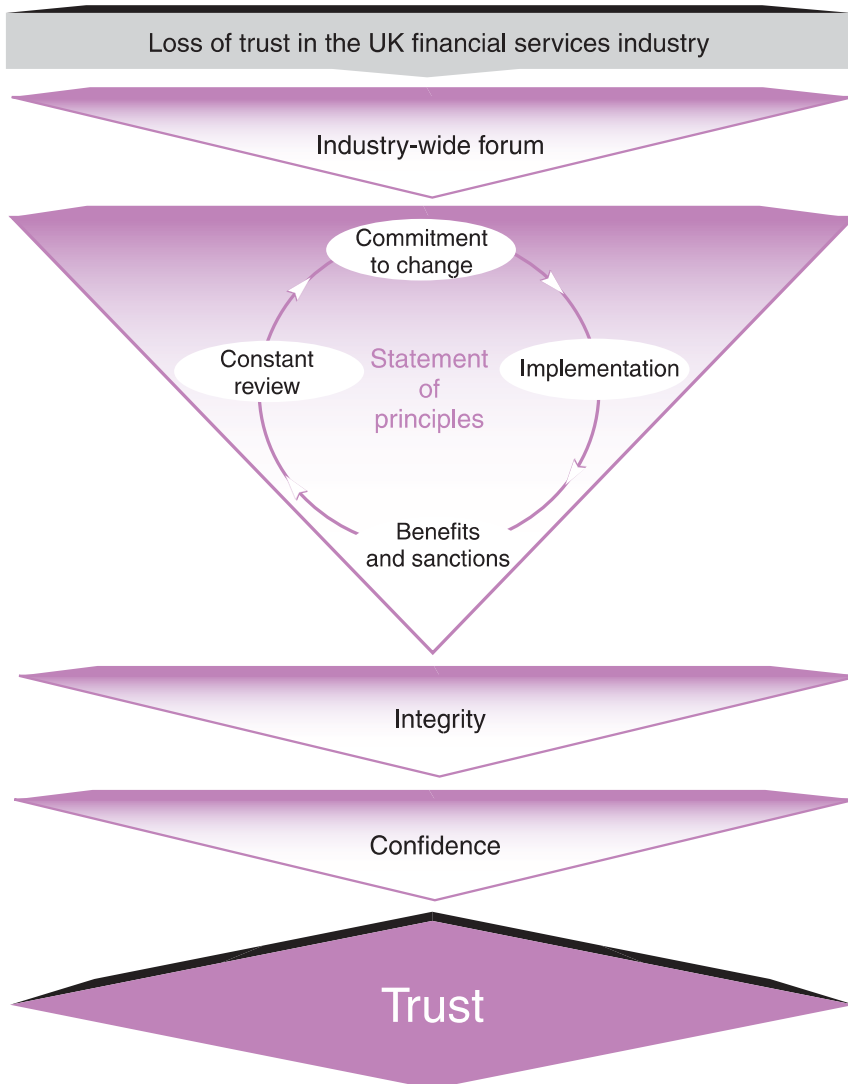 Loss of trust in the UK financial services industry
Industry-wide forum
Commitment
to change
Constant
review
Statement
of
principles
Implementation
Benefits
and sanctions
Integrity
Confidence
Trust